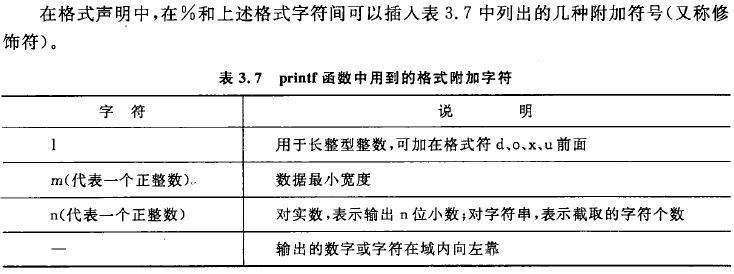 在格式声明中,在%和上述格式字符间可以插入表 3.7 中列出的几种附加符号(又称修
饰符)。
表 3.7 printf 函数中用到的格式附加字符
字 符 说 明
l 用于长整型整数,可加在格式符 d、o、x、u 前面
m(代表一个正整数) 数据最小宽度
n(代表一个正整数) 对实数,表示输出 n 位小数;对字符串,表示截取的字符个数
— 输出的数字或字符在域内向左靠